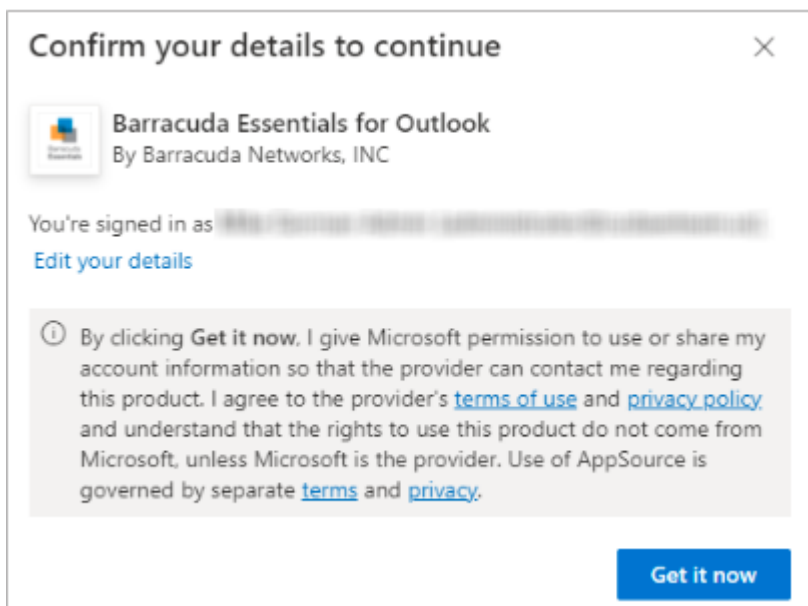 Confirm your details to continue
Barracuda
Essentials
Barracuda Essentials for Outlook
By Barracuda Networks, INC
You're signed in as
Edit your details
By clicking Get it now, I give Microsoft permission to use or share my
account information so that the provider can contact me regarding
this product. I agree to the provider's terms of use and privacy policy
and understand that the rights to use this product do not come from
Microsoft, unless Microsoft is the provider. Use of AppSource is
governed by separate terms and privacy.
Get it now